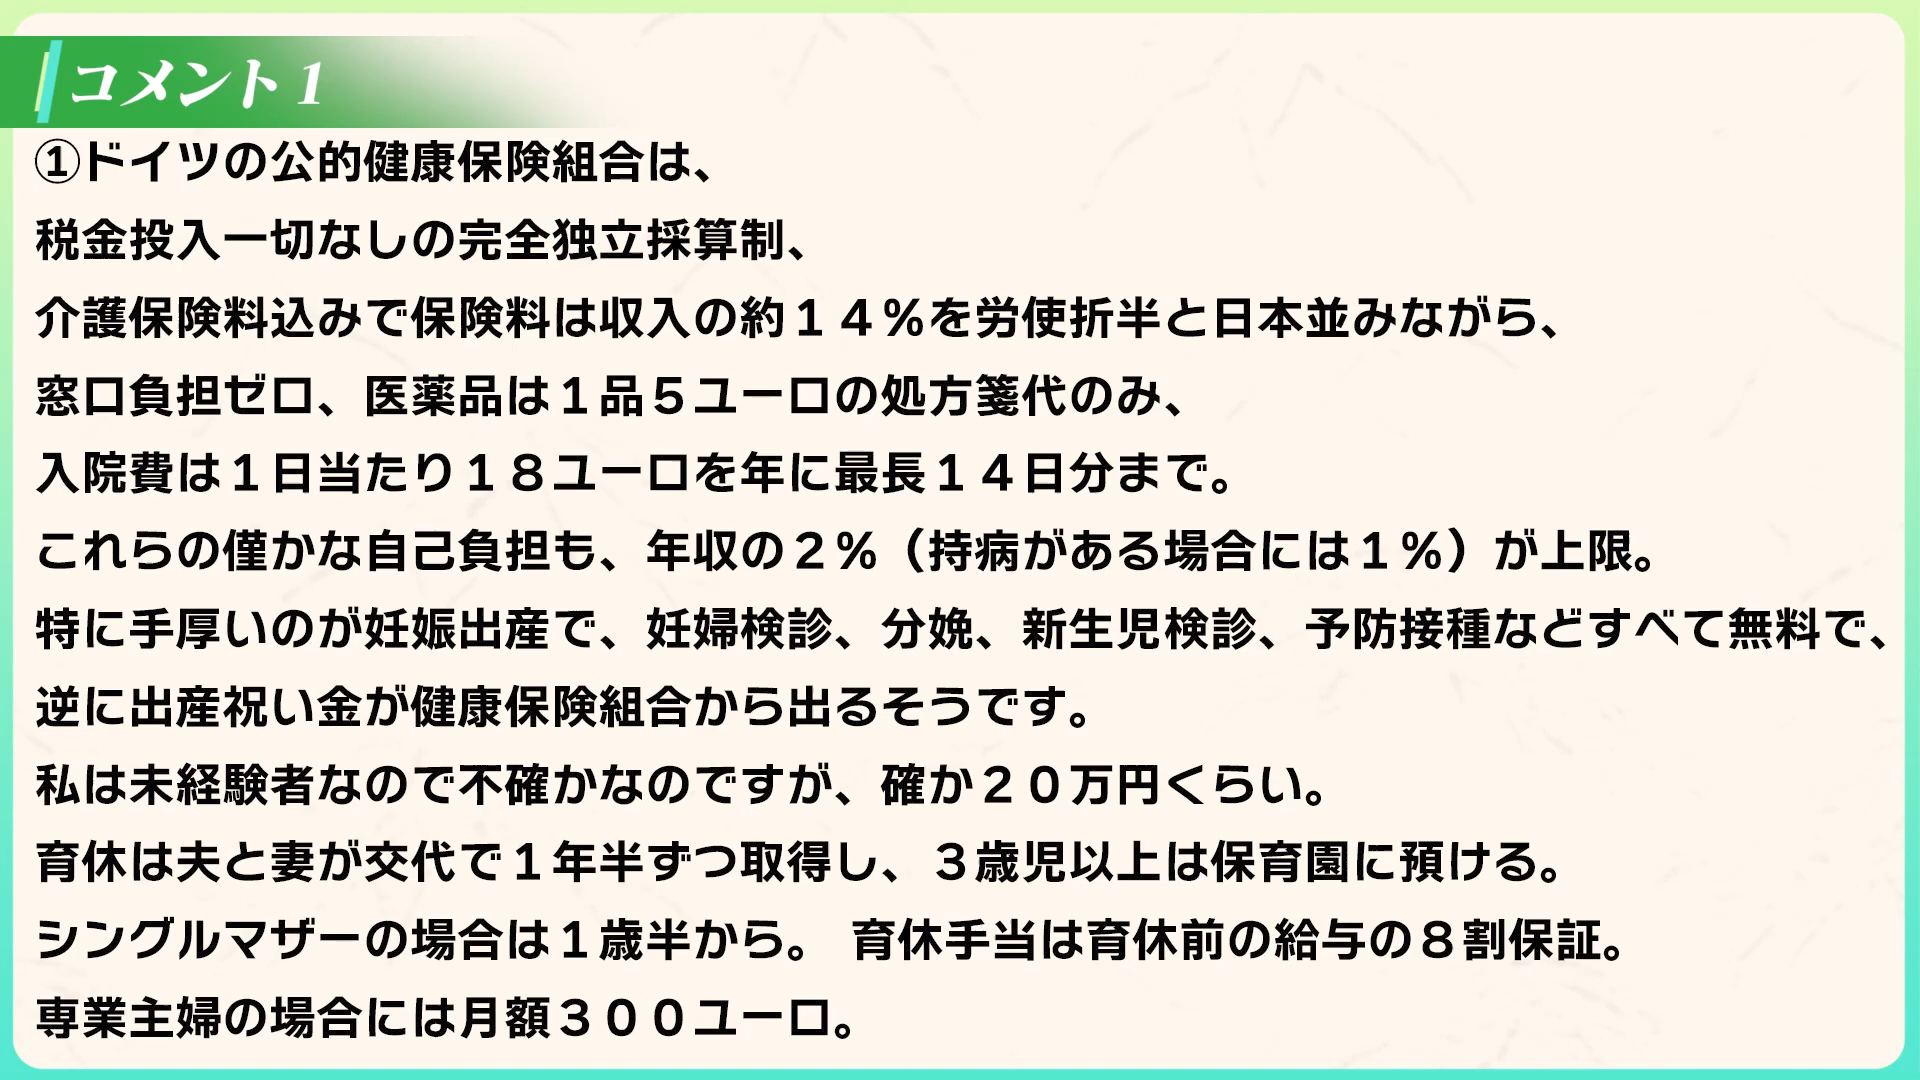 コメント１
①ドイツの公的健康保険組合は、
税金投入一切なしの完全独立採算制、
介護保険料込みで保険料は収入の約１４％を労使折半と日本並みながら、
窓口負担ゼロ、医薬品は１品５ユーロの処方箋代のみ、
入院費は１日当たり１８ユーロを年に最長１４日分まで。
これらの僅かな自己負担も、年収の２％（持病がある場合には１％）が上限。
特に手厚いのが妊娠出産で、妊婦検診、分娩、新生児検診、予防接種などすべて無料で、
逆に出産祝い金が健康保険組合から出るそうです。
私は未経験者なので不確かなのですが、確か２０万円くらい。
育休は夫と妻が交代で１年半ずつ取得し、３歳児以上は保育園に預ける。
シングルマザーの場合は１歳半から。 育休手当は育休前の給与の８割保証。
専業主婦の場合には月額３００ユーロ。